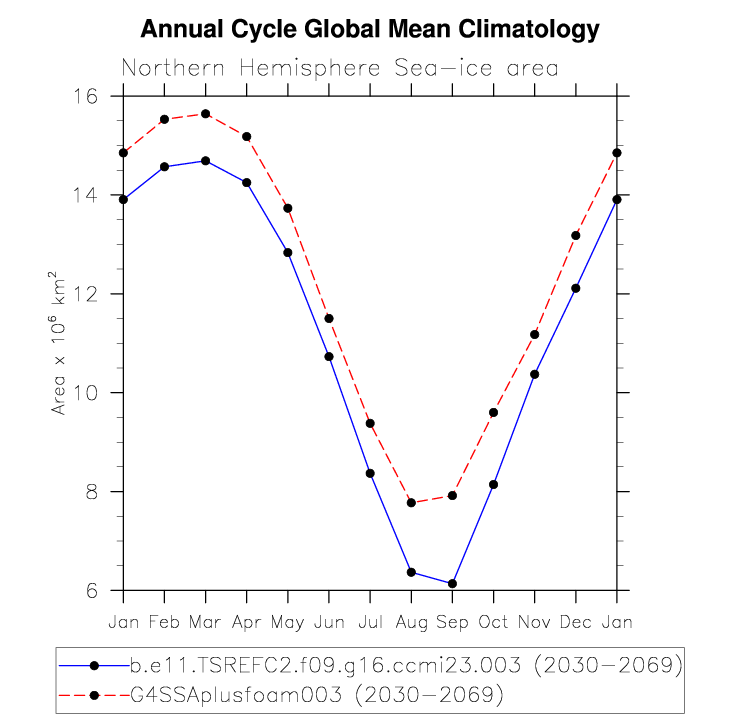 Annual Cycle Global Mean Climatology
Northern Hemisphere Sea-ice area
16
14
12
10
8
6
Area x 10⁶ km²
Jan Feb Mar Apr May Jun Jul Aug Sep Oct Nov Dec Jan
b.e11.TSREFC2.f09.g16.ccmi23.003 (2030-2069)
G4SSAplusfoam003 (2030-2069)